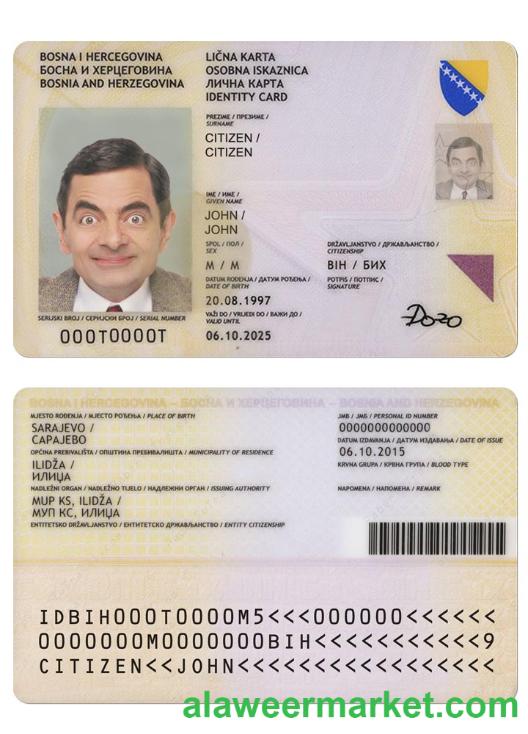 BOSNA I HERCEGOVINA
БОСНА И ХЕРЦЕГОВИНА
BOSNIA AND HERZEGOVINA
LIČNA KARTA
OSOBNA ISKAZNICA
ЛИЧНА КАРТА
IDENTITY CARD
PREZIME / ПРЕЗИМЕ /
SURNAME
CITIZEN /
CITIZEN
IME / ИМЕ /
GIVEN NAME
JOHN /
JOHN
SPOL / ПОЛ /
SEX
M / M
DRŽAVLJANSTVO / ДРЖАВЉАНСТВО /
CITIZENSHIP
BIH / БИХ
DATUM ROĐENJA / ДАТУМ РОЂЕЊА /
DATE OF BIRTH
20.08.1997
POTPIS / ПОТПИС /
SIGNATURE
VAŽI DO / VRIJEDI DO / ВАЖИ ДО /
VALID UNTIL
06.10.2025
SERIJSKI BROJ / СЕРИЈСКИ БРОЈ / SERIAL NUMBER
000T0000T
BOSNA I HERCEGOVINA – БОСНА И ХЕРЦЕГОВИНА – BOSNIA AND HERZEGOVINA
MJESTO ROĐENJA / МЈЕСТО РОЂЕЊА / PLACE OF BIRTH
SARAJEVO /
САРАЈЕВО
JMB / ЈМБ / PERSONAL ID NUMBER
0000000000000
DATUM IZDAVANJA / ДАТУМ ИЗДАВАЊА / DATE OF ISSUE
06.10.2015
OPĆINA PREBIVALIŠTA / ОПШТИНА ПРЕБИВАЛИШТА / MUNICIPALITY OF RESIDENCE
ILIDŽA /
ИЛИЏА
KRVNA GRUPA / КРВНА ГРУПА / BLOOD TYPE
NADLEŽNI ORGAN / NADLEŽNO TIJELO / НАДЛЕЖНИ ОРГАН / ISSUING AUTHORITY
MUP KS, ILIDŽA /
МУП КС, ИЛИЏА
NAPOMENA / НАПОМЕНА / REMARK
ENTITETSKO DRŽAVLJANSTVO / ЕНТИТЕТСКО ДРЖАВЉАНСТВО / ENTITY CITIZENSHIP
IDBIH000T0000M5<<<000000<<<<<<
0000000M0000000BIH<<<<<<<<<<<9
CITIZEN<<JOHN<<<<<<<<<<<<<<<<<
alaweermarket.com